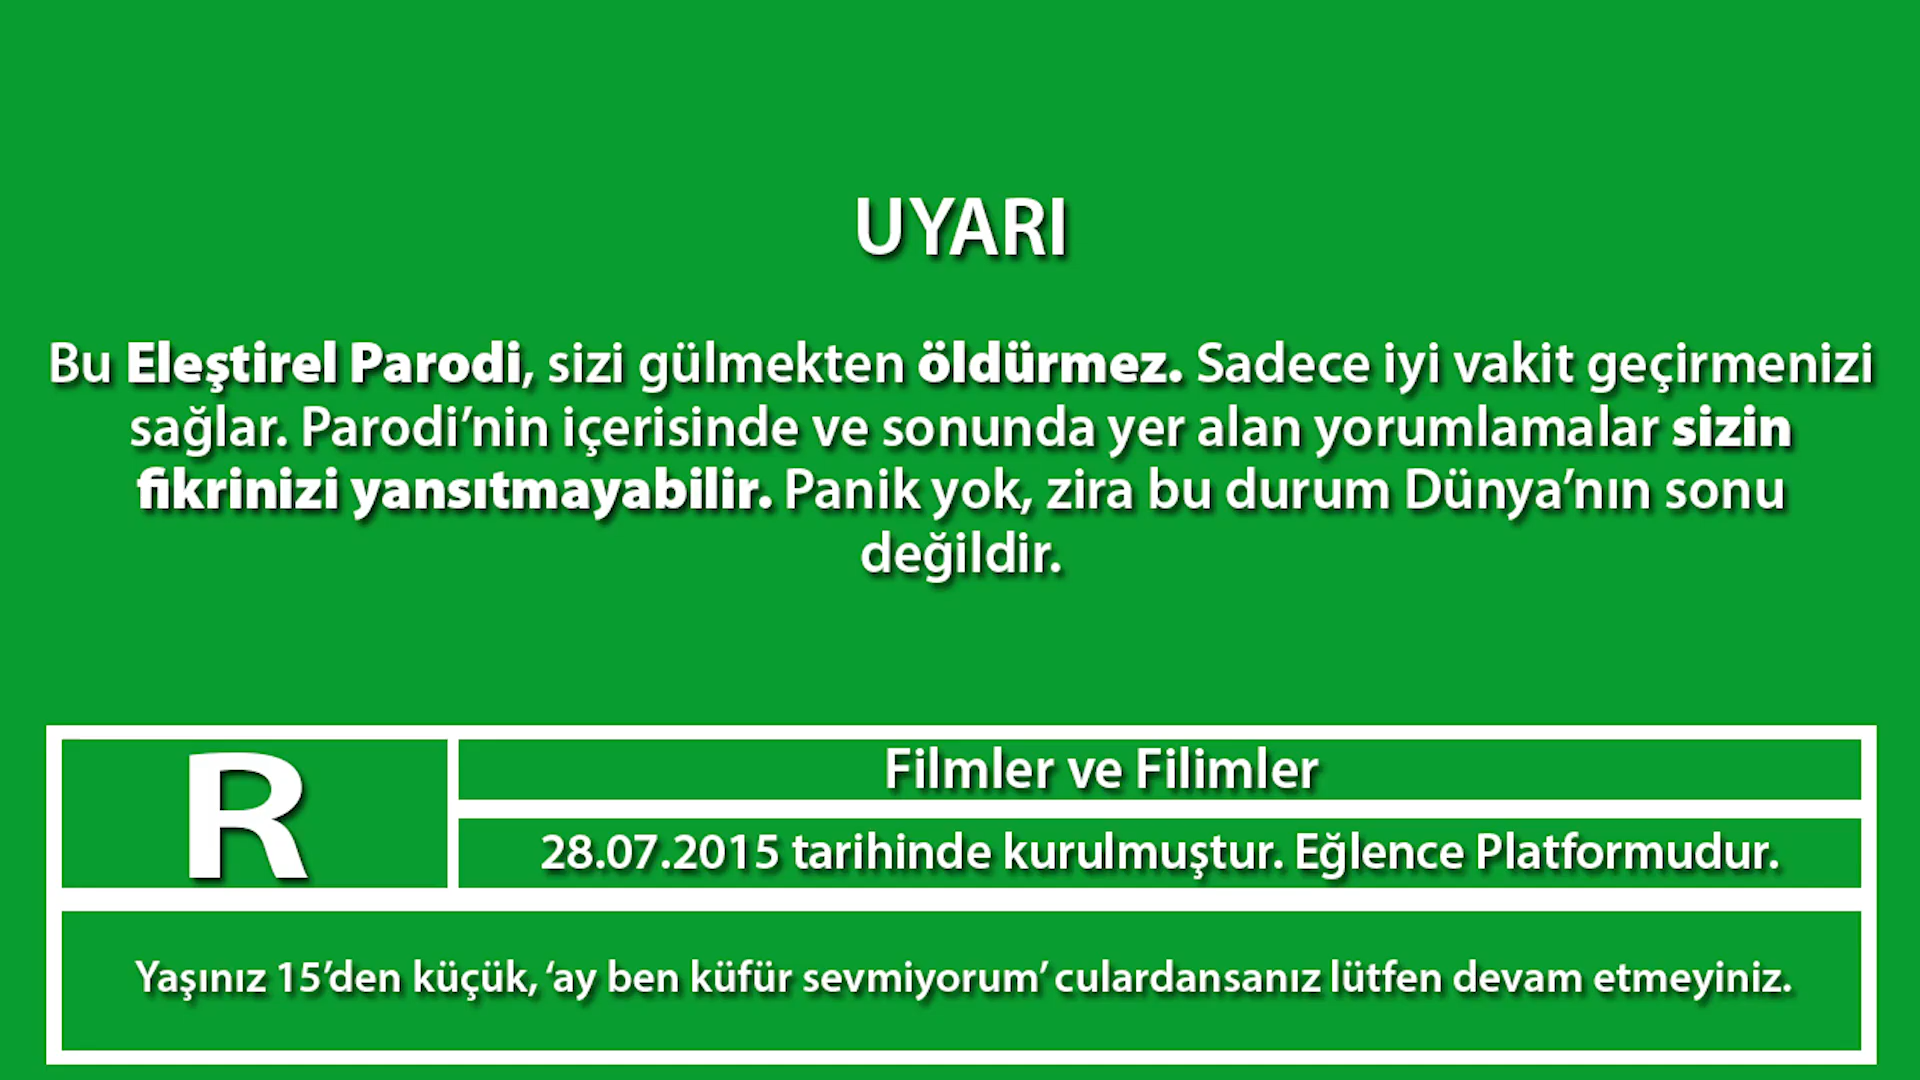 UYARI
Bu Eleştirel Parodi, sizi gülmekten öldürmez. Sadece iyi vakit geçirmenizi
sağlar. Parodi’nin içerisinde ve sonunda yer alan yorumlamalar sizin
fikrinizi yansıtmayabilir. Panik yok, zira bu durum Dünya’nın sonu
değildir.
R
Filmler ve Filimler
28.07.2015 tarihinde kurulmuştur. Eğlence Platformudur.
Yaşınız 15’den küçük, ‘ay ben küfür sevmiyorum’ culardansanız lütfen devam etmeyiniz.